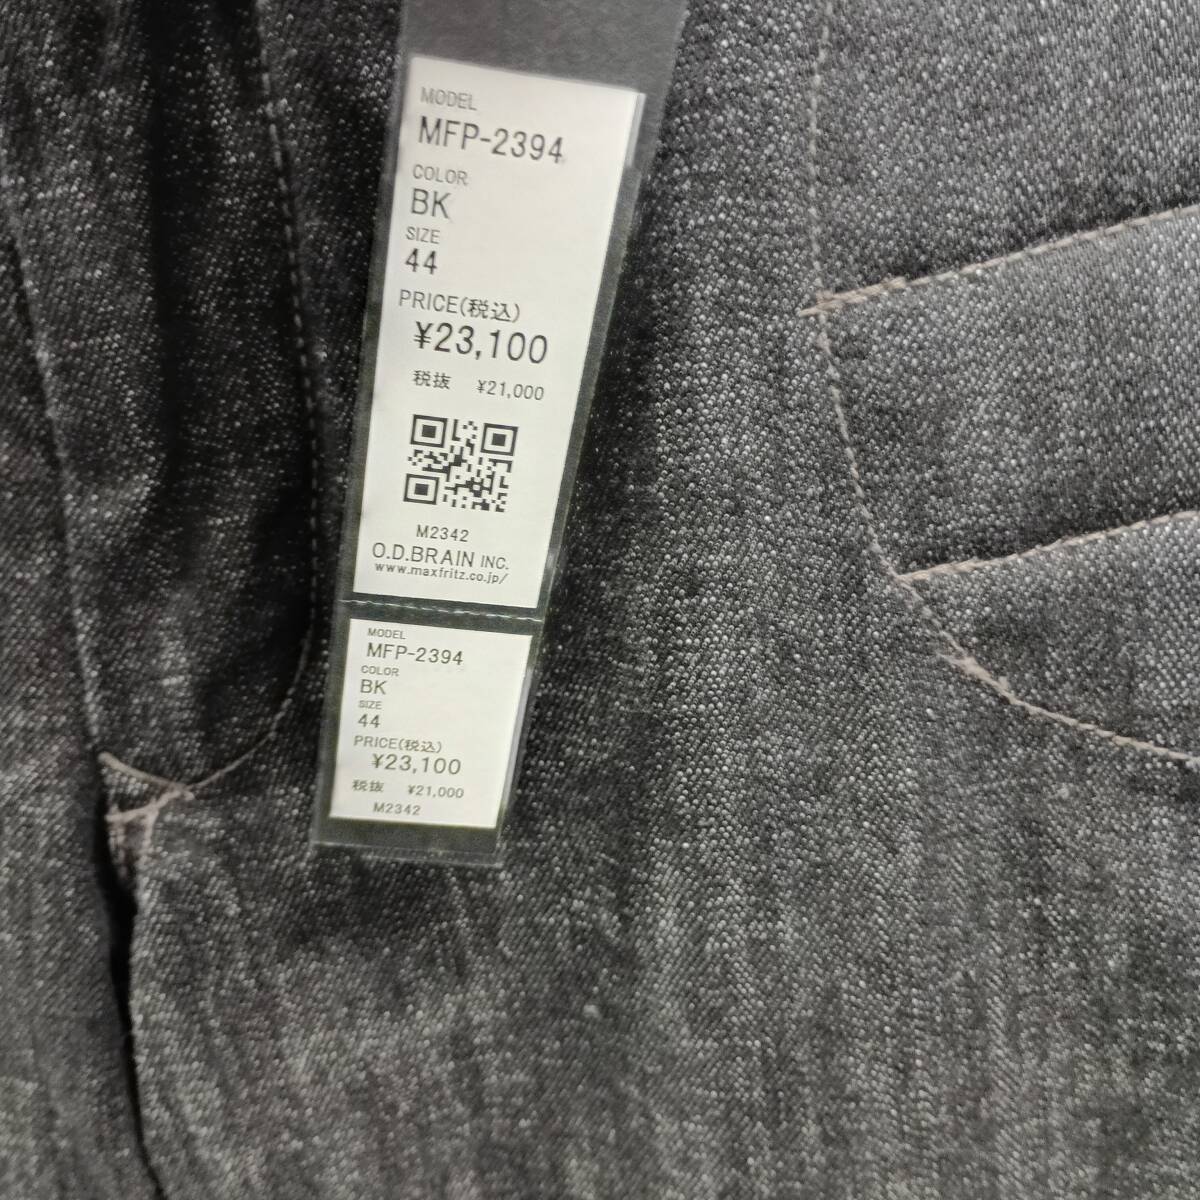 MODEL
MFP-2394
COLOR
BK
SIZE
44
PRICE(税込)
¥23,100
税抜 ¥21,000
M2342
O.D.BRAIN INC.
www.maxfritz.co.jp/
MODEL
MFP-2394
COLOR
BK
SIZE
44
PRICE(税込)
¥23,100
税抜 ¥21,000
M2342